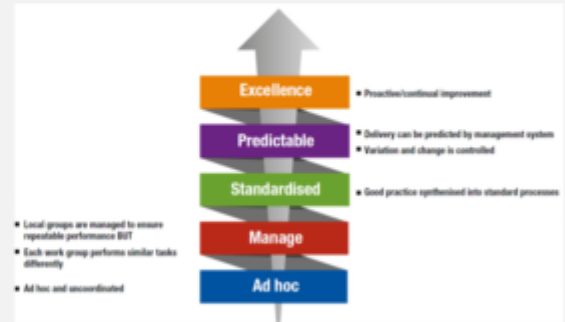 Excellence
• Proactive/continual improvement
Predictable
• Delivery can be predicted by management system
• Variation and change is controlled
Standardised
• Good practice synthesised into standard processes
• Local groups are managed to ensure
repeatable performance BUT
Manage
• Each work group performs similar tasks
differently
• Ad hoc and uncoordinated
Ad hoc